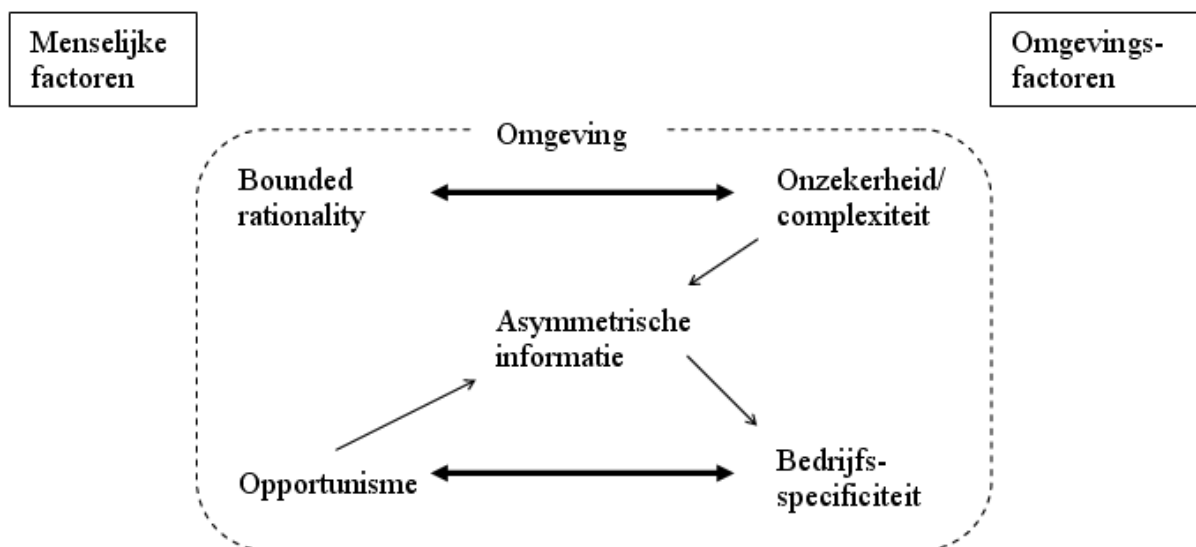 Menselijke
factoren
Omgevings-
factoren
Omgeving
Bounded
rationality
Onzekerheid/
complexiteit
Asymmetrische
informatie
Opportunisme
Bedrijfs-
specificiteit